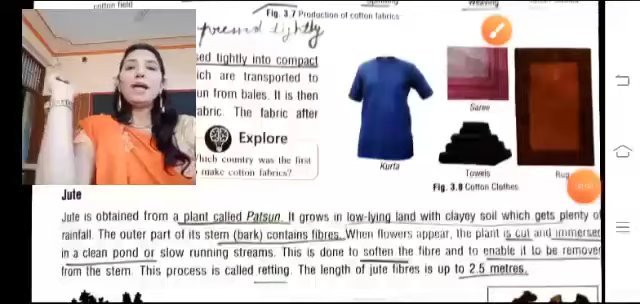 cotton field
Fig. 3.7 Production of cotton fabrics
Spinning
Weaving
pressed tightly
sed tightly into compact
ich are transported to
un from bales. It is then
abric. The fabric after
Explore
Which country was the first
make cotton fabrics?
Kurta
Saree
Towels
Rug
Fig. 3.8 Cotton Clothes
Jute
Jute is obtained from a plant called Patsun. It grows in low-lying land with clayey soil which gets plenty of
rainfall. The outer part of its stem (bark) contains fibres. When flowers appear, the plant is cut and immersed
in a clean pond or slow running streams. This is done to soften the fibre and to enable it to be remove
from the stem. This process is called retting. The length of jute fibres is up to 2.5 metres.